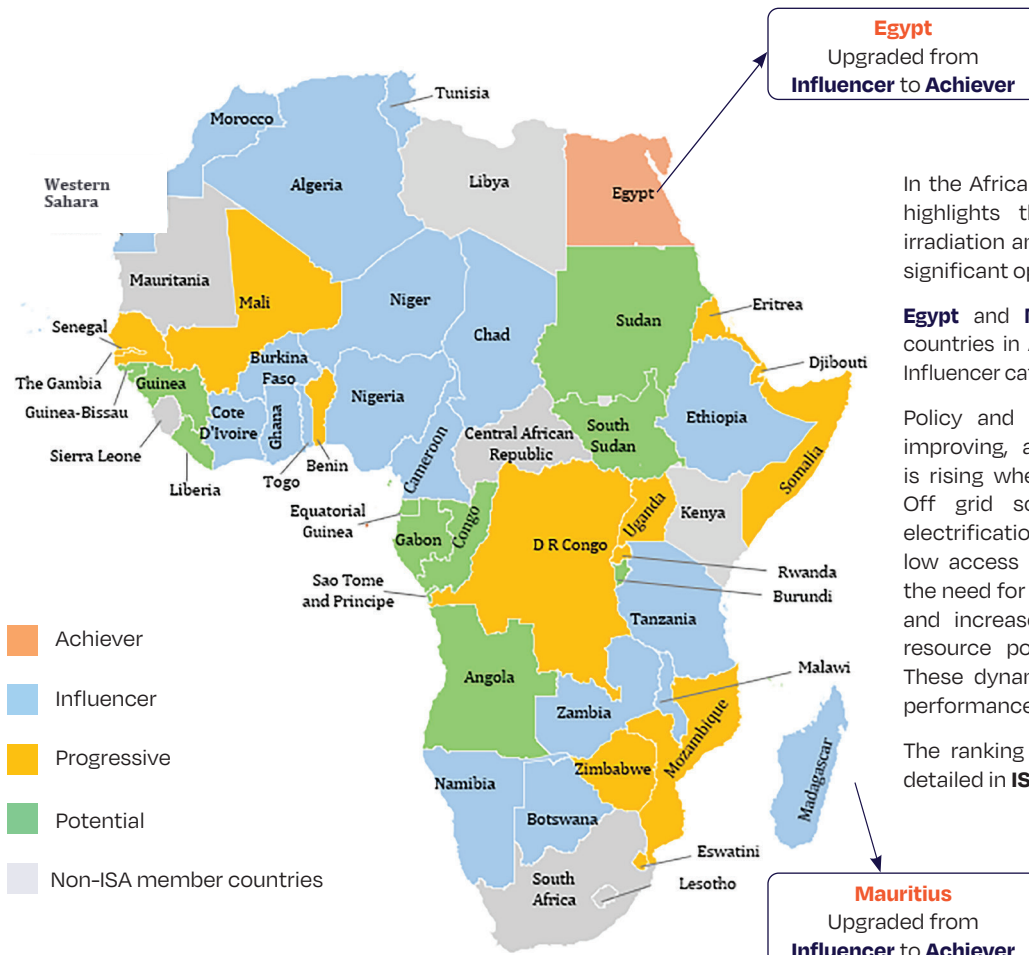 Egypt
Upgraded from
Influencer to Achiever
Tunisia
Morocco
Western
Sahara
Algeria
Libya
Egypt
Mauritania
Mali
Niger
Chad
Sudan
Eritrea
Senegal
The Gambia
Guinea-Bissau
Guinea
Burkina
Faso
Djibouti
Nigeria
Ethiopia
Cote
D'Ivoire
Ghana
Sierra Leone
Liberia
Togo
Benin
Cameroon
Central African
Republic
South
Sudan
Somalia
Equatorial
Guinea
Gabon
Congo
D R Congo
Uganda
Kenya
Sao Tome
and Principe
Rwanda
Burundi
Tanzania
Angola
Malawi
Zambia
Mozambique
Zimbabwe
Madagascar
Namibia
Botswana
Eswatini
Lesotho
South
Africa
Achiever
Influencer
Progressive
Potential
Non-ISA member countries
In the Africa
highlights th
irradiation an
significant op
Egypt and
countries in
Influencer cat
Policy and
improving, a
is rising whe
Off grid so
electrification
low access
the need for
and increase
resource po
These dynam
performance
The ranking
detailed in IS
Mauritius
Upgraded from
Influencer to Achiever